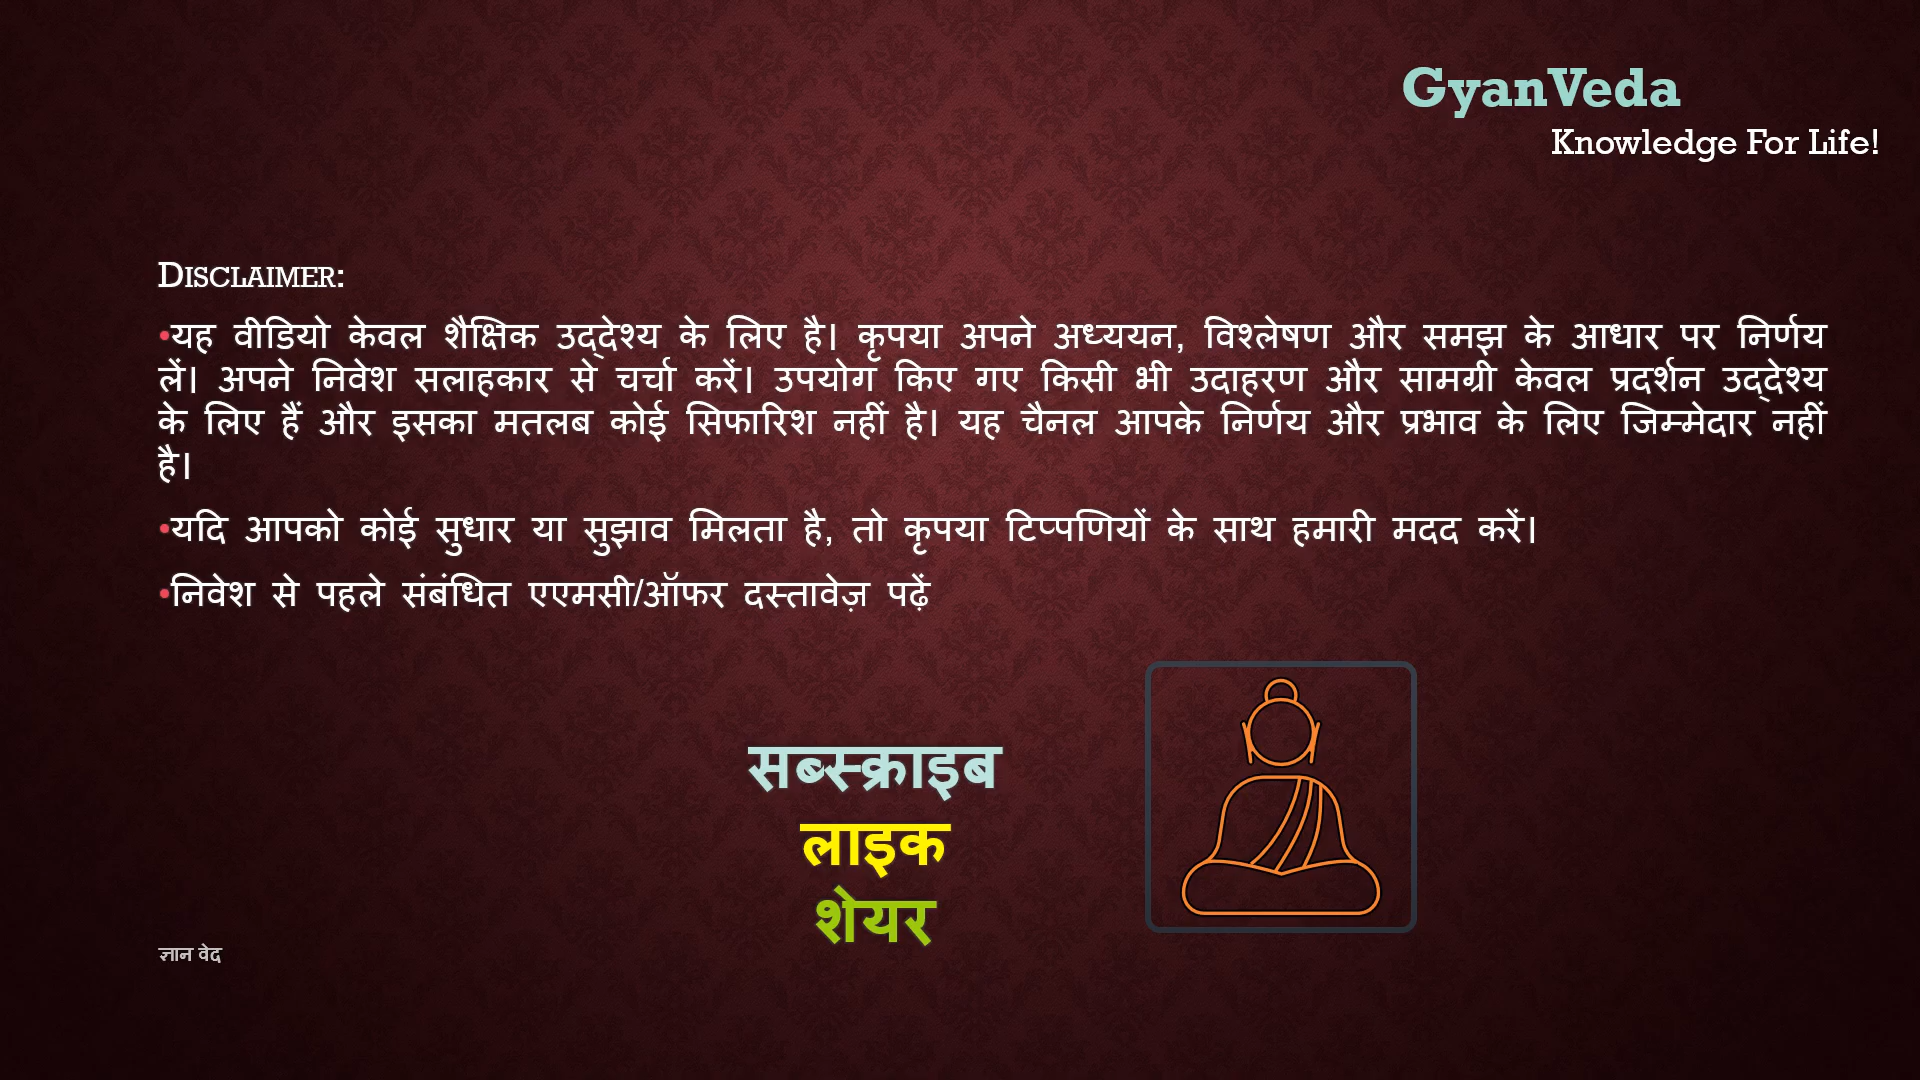 GyanVeda
Knowledge For Life!
DISCLAIMER:
•यह वीडियो केवल शैक्षिक उद्देश्य के लिए है। कृपया अपने अध्ययन, विश्लेषण और समझ के आधार पर निर्णय
लें। अपने निवेश सलाहकार से चर्चा करें। उपयोग किए गए किसी भी उदाहरण और सामग्री केवल प्रदर्शन उद्देश्य
के लिए हैं और इसका मतलब कोई सिफारिश नहीं है। यह चैनल आपके निर्णय और प्रभाव के लिए जिम्मेदार नहीं
है।
•यदि आपको कोई सुधार या सुझाव मिलता है, तो कृपया टिप्पणियों के साथ हमारी मदद करें।
•निवेश से पहले संबंधित एएमसी/ऑफर दस्तावेज़ पढ़ें
सब्स्क्राइब
लाइक
शेयर
ज्ञान वेद